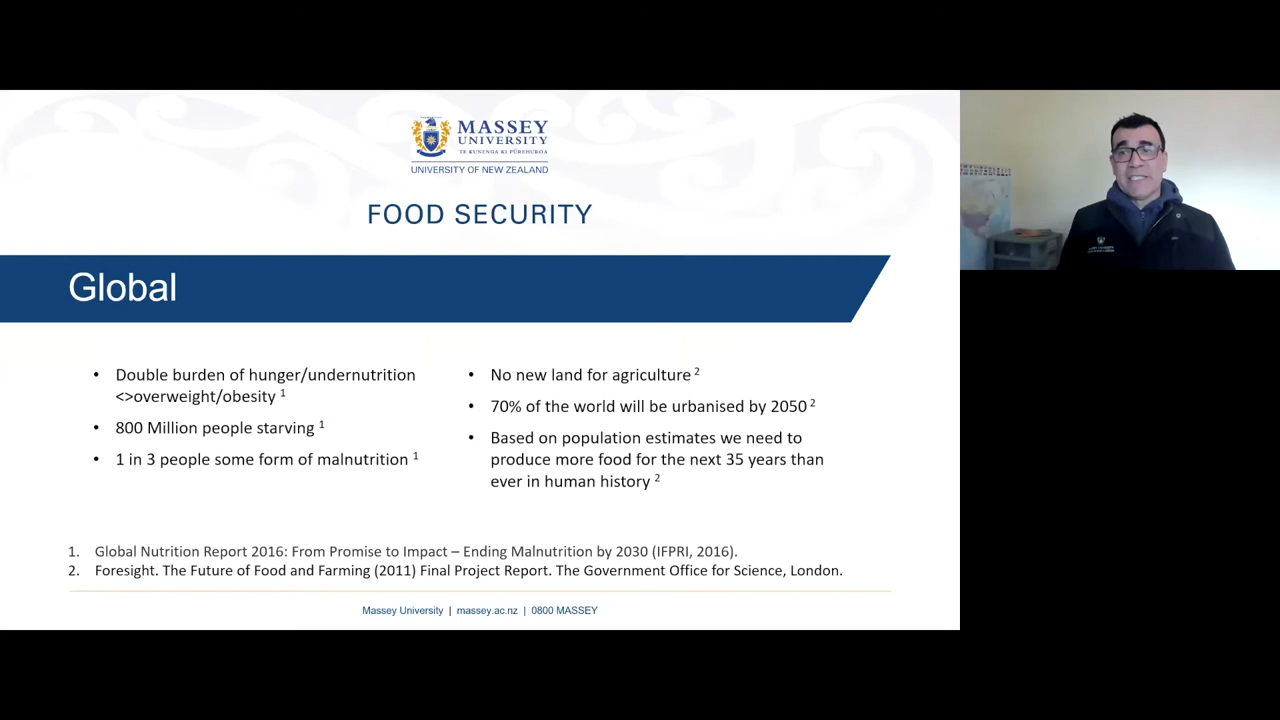 MASSEY
UNIVERSITY
TE KUNENGA KI PŪREHUROA
UNIVERSITY OF NEW ZEALAND
FOOD SECURITY
Global
• Double burden of hunger/undernutrition
<>overweight/obesity 1
• 800 Million people starving 1
• 1 in 3 people some form of malnutrition 1
• No new land for agriculture 2
• 70% of the world will be urbanised by 2050 2
• Based on population estimates we need to
produce more food for the next 35 years than
ever in human history 2
1. Global Nutrition Report 2016: From Promise to Impact – Ending Malnutrition by 2030 (IFPRI, 2016).
2. Foresight. The Future of Food and Farming (2011) Final Project Report. The Government Office for Science, London.
Massey University | massey.ac.nz | 0800 MASSEY